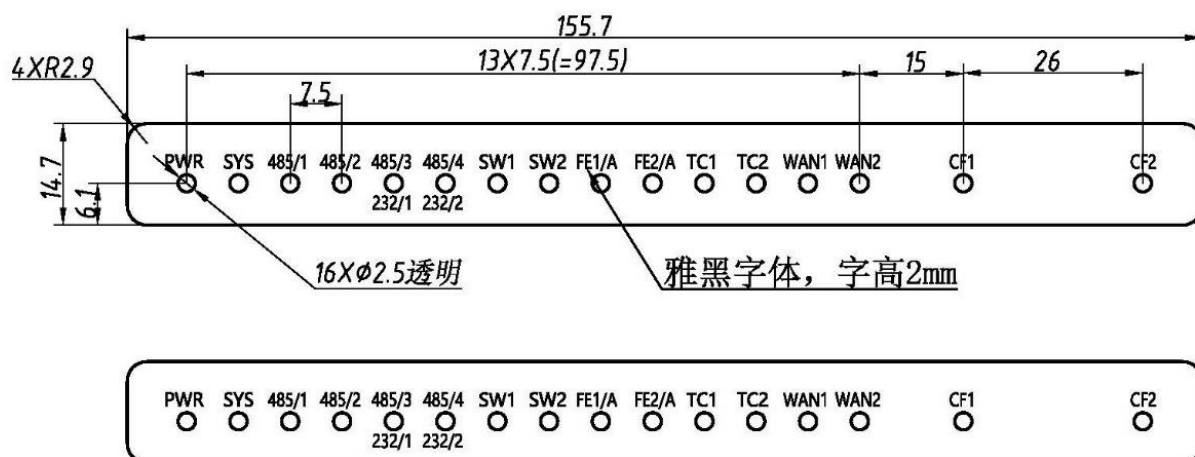 155.7
4XR2.9
13X7.5(=97.5)
15
26
7.5
14.7
6.1
PWR SYS 485/1 485/2 485/3 485/4 SW1 SW2 FE1/A FE2/A TC1 TC2 WAN1 WAN2 CF1 CF2
232/1 232/2
16XΦ2.5透明
雅黑字体，字高2mm
PWR SYS 485/1 485/2 485/3 485/4 SW1 SW2 FE1/A FE2/A TC1 TC2 WAN1 WAN2 CF1 CF2
232/1 232/2